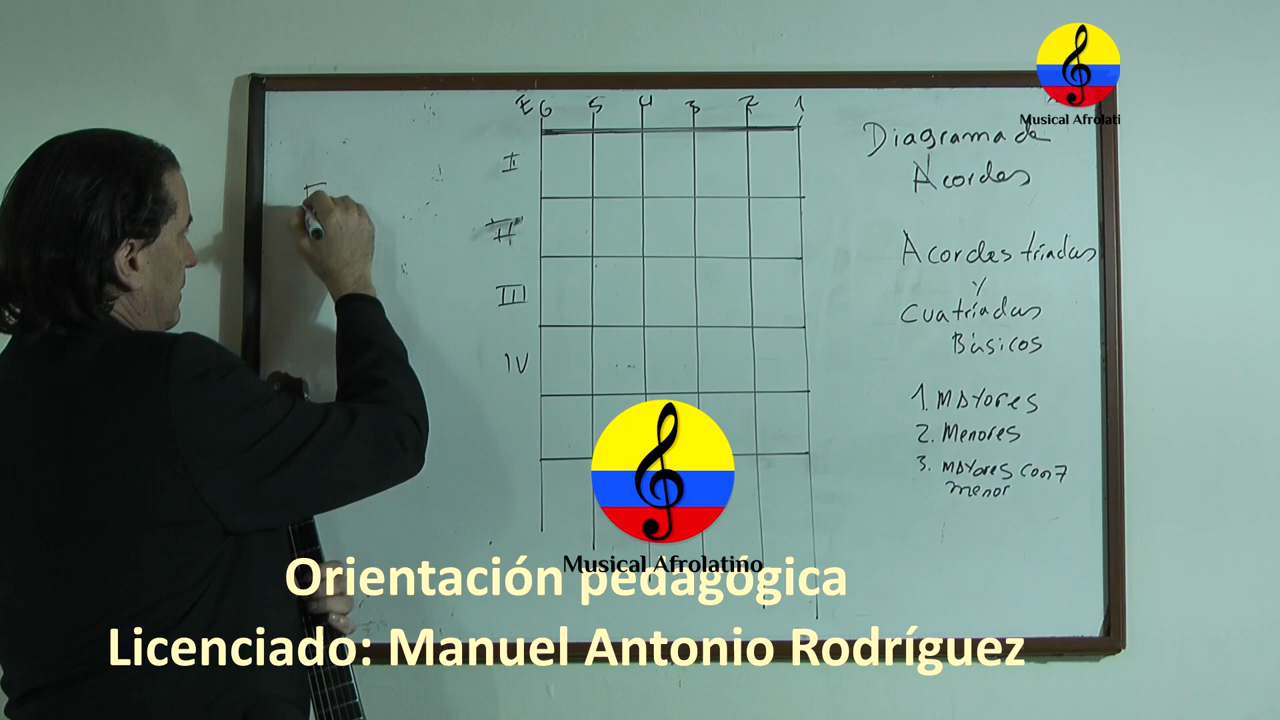 Musical Afrolati
E 6 5 4 3 2 1
I
II
III
IV
Diagrama de
Acordes
Acordes tríadas
y
Cuatríadas
Básicos
1. MAYores
2. Menores
3. MAYores con 7
menor
Musical Afrolatino
Orientación pedagógica
Licenciado: Manuel Antonio Rodríguez